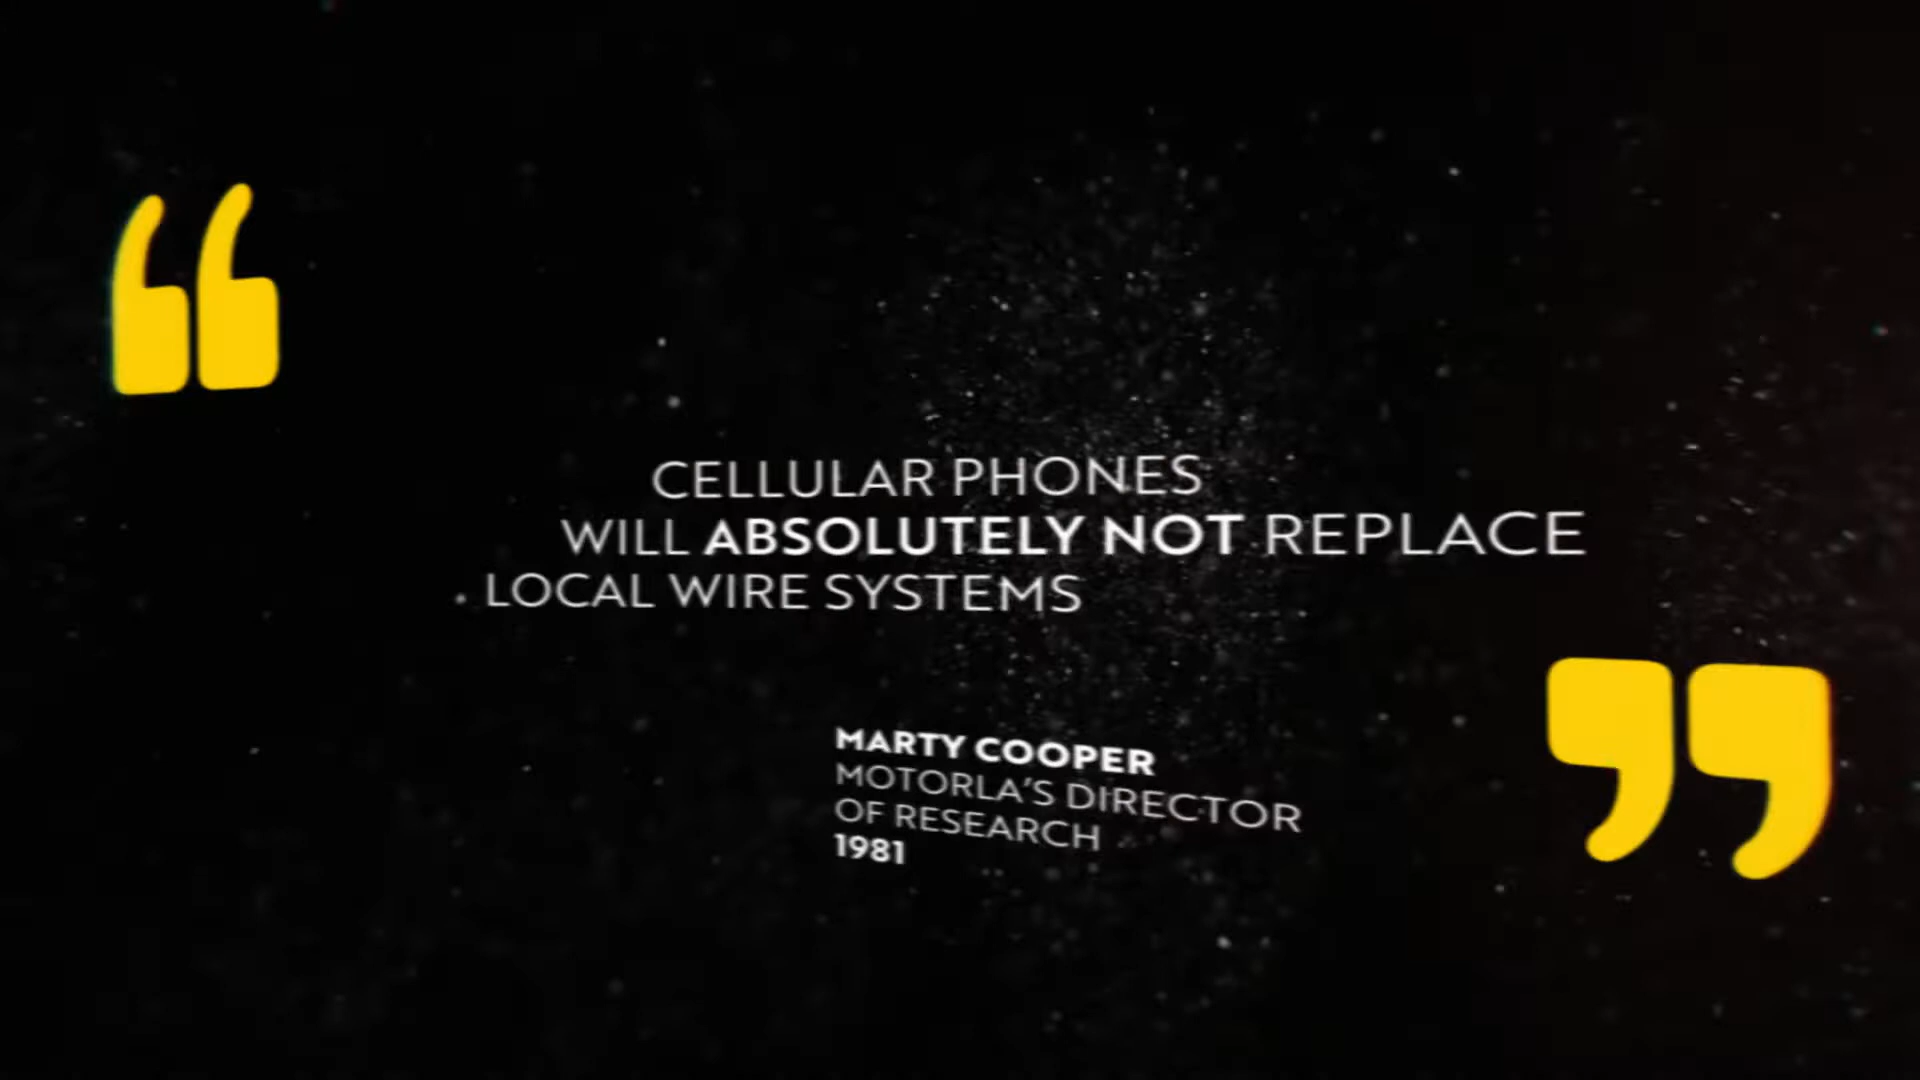 “
CELLULAR PHONES
WILL ABSOLUTELY NOT REPLACE
LOCAL WIRE SYSTEMS
”
MARTY COOPER
MOTORLA'S DIRECTOR
OF RESEARCH
1981